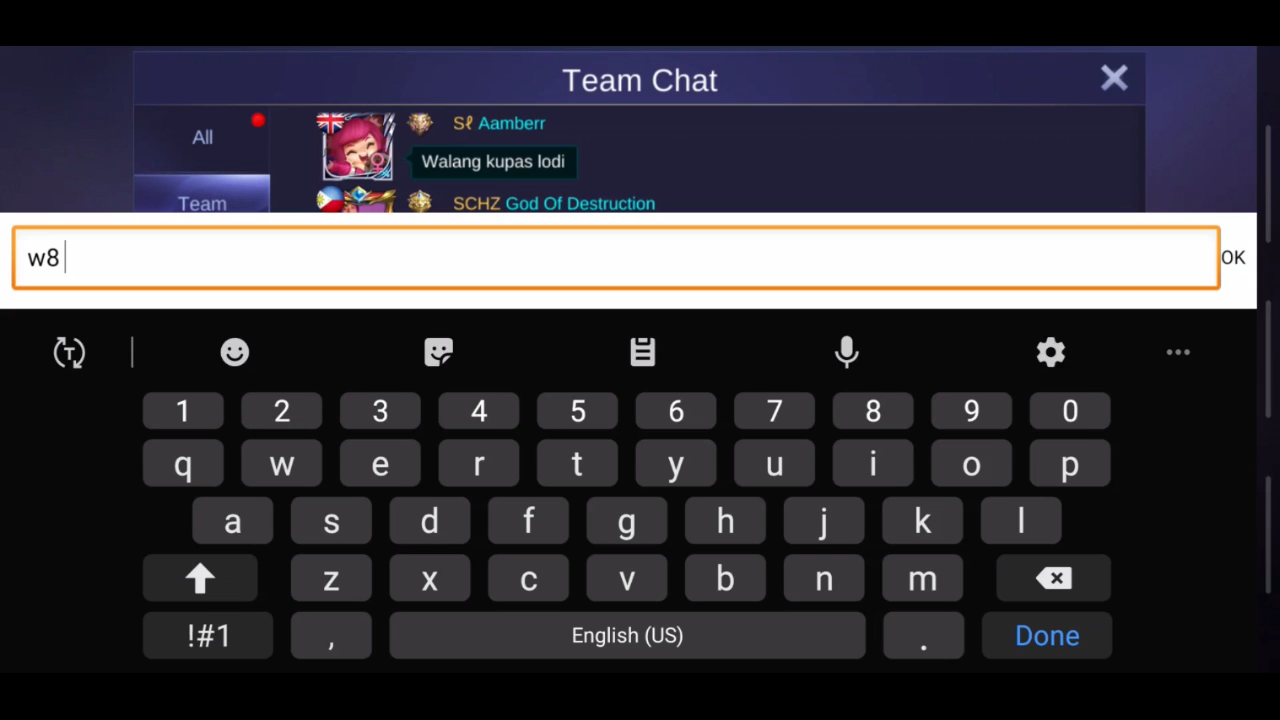 Team Chat
All
Sℓ Aamberr
Walang kupas lodi
Team
SCHZ God Of Destruction
w8
OK
1 2 3 4 5 6 7 8 9 0
q w e r t y u i o p
a s d f g h j k l
z x c v b n m
!#1 , English (US) . Done